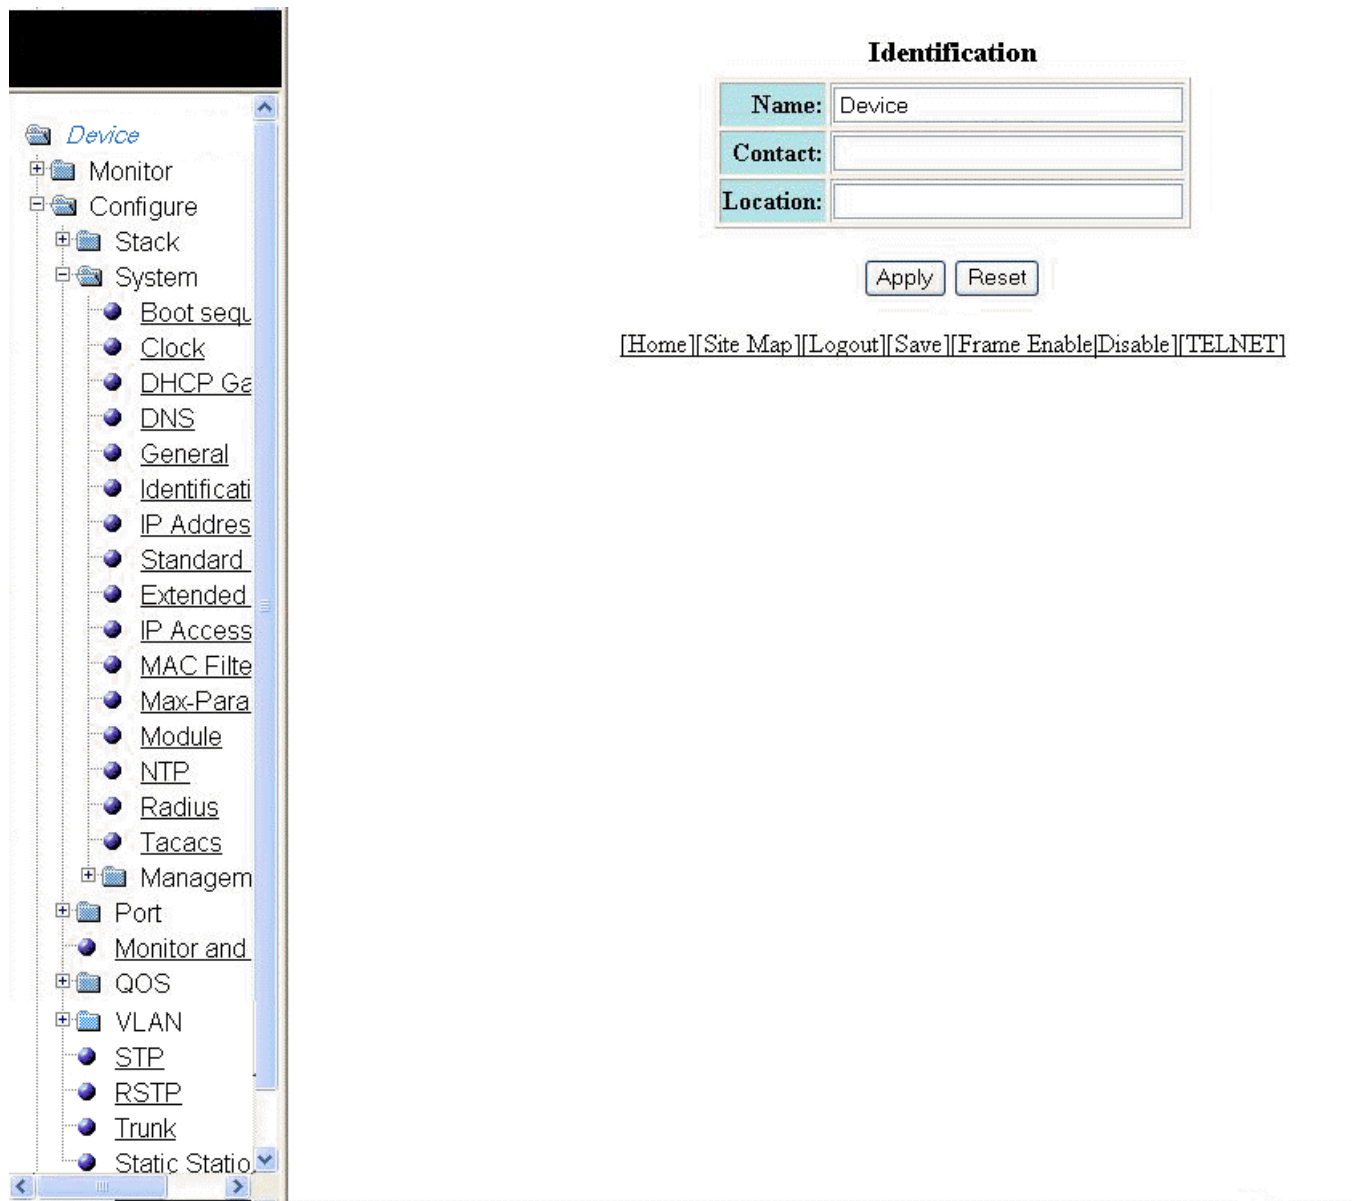 Device
Monitor
Configure
Stack
System
Boot sequ
Clock
DHCP Ga
DNS
General
Identificati
IP Addres
Standard
Extended
IP Access
MAC Filte
Max-Para
Module
NTP
Radius
Tacacs
Managem
Port
Monitor and
QOS
VLAN
STP
RSTP
Trunk
Static Statio
Identification
Name: Device
Contact:
Location:
Apply Reset
[Home][Site Map][Logout][Save][Frame Enable|Disable][TELNET]